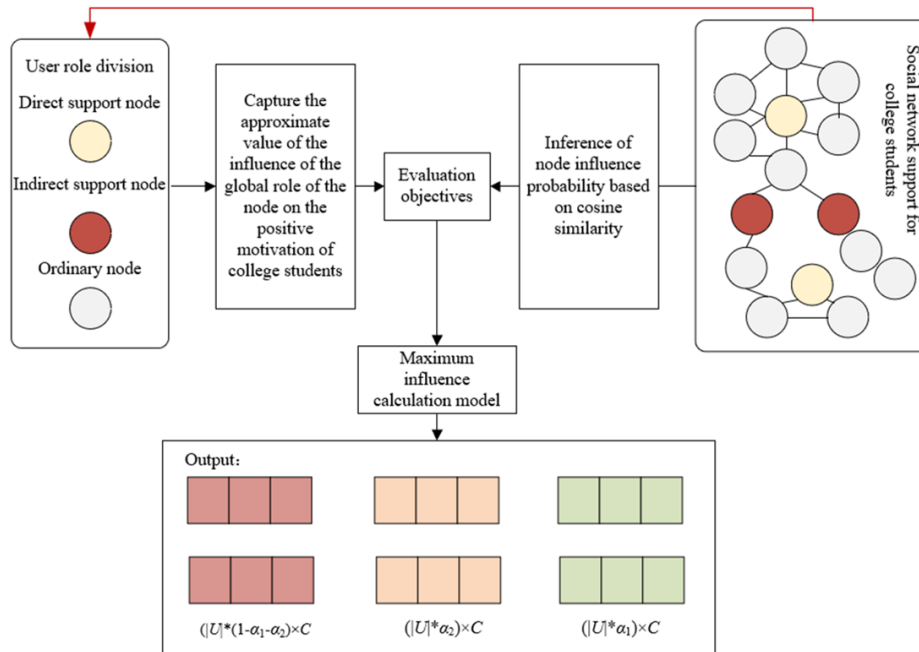 User role division
Direct support node
Indirect support node
Ordinary node
Capture the
approximate
value of the
influence of the
global role of the
node on the
positive
motivation of
college students
Evaluation
objectives
Inference of
node influence
probability based
on cosine
similarity
Social network support for
college students
Maximum
influence
calculation model
Output:
(|U|*(1-α₁-α₂)×C
(|U|*α₂)×C
(|U|*α₁)×C